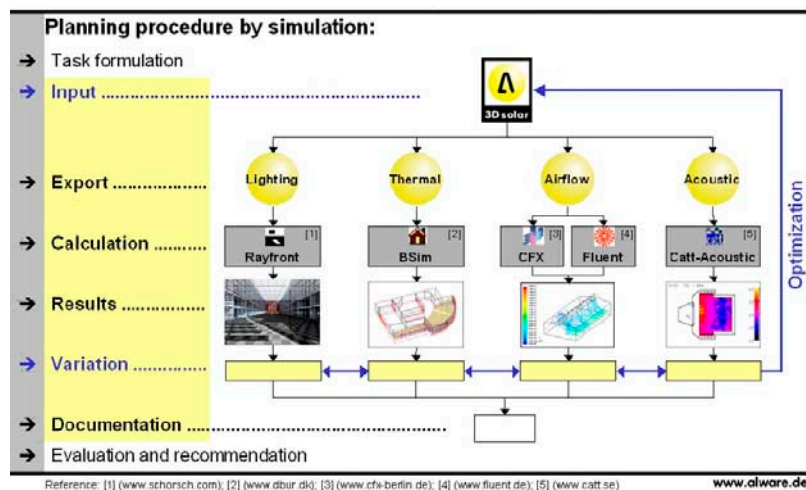 Planning procedure by simulation:
Task formulation
Input
3D solar
Export
Lighting
Thermal
Airflow
Acoustic
Calculation
[1]
Rayfront
[2]
BSim
[3]
CFX
[4]
Fluent
[5]
Catt-Acoustic
Optimization
Results
Variation
Documentation
Evaluation and recommendation
Reference: [1] (www.schorsch.com); [2] (www.dbur.dk); [3] (www.cfx-berlin.de); [4] (www.fluent.de); [5] (www.catt.se)
www.alware.de